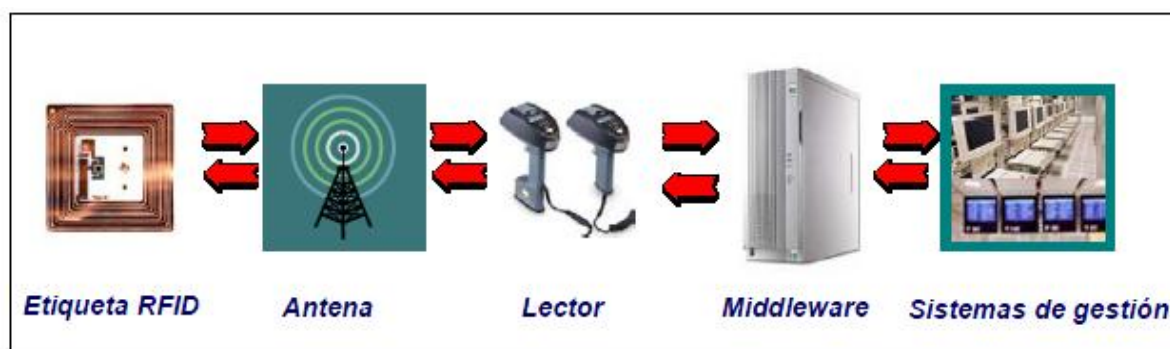 Etiqueta RFID
Antena
Lector
Middleware
Sistemas de gestión